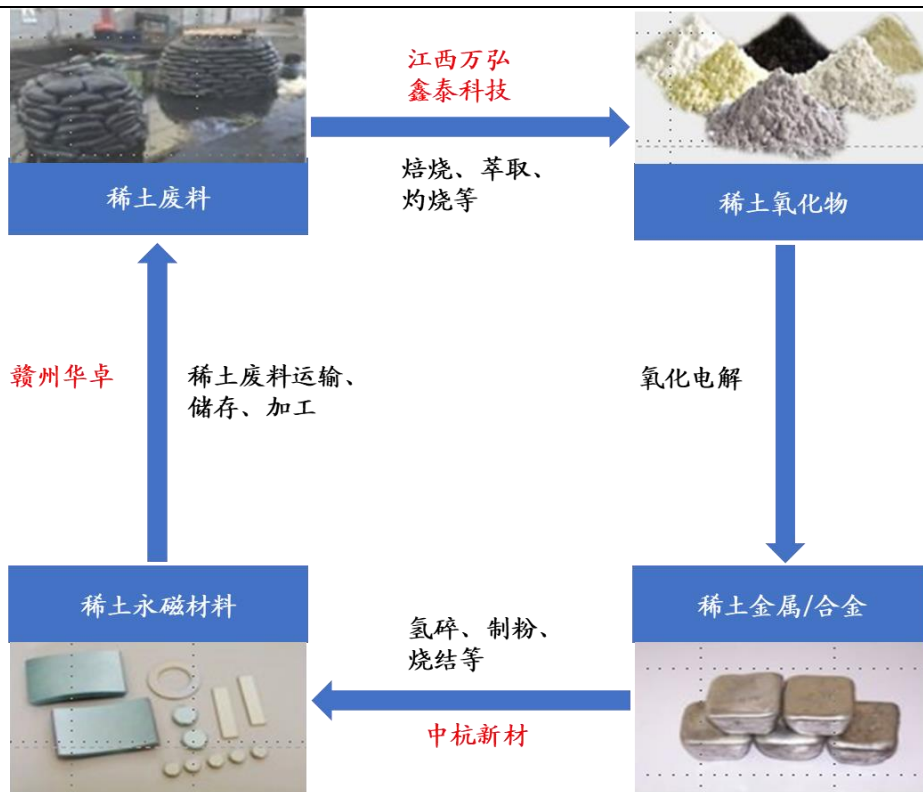 江西万弘
鑫泰科技
稀土废料
焙烧、萃取、
灼烧等
稀土氧化物
赣州华卓
稀土废料运输、
储存、加工
氧化电解
稀土永磁材料
氢碎、制粉、
烧结等
稀土金属/合金
中杭新材